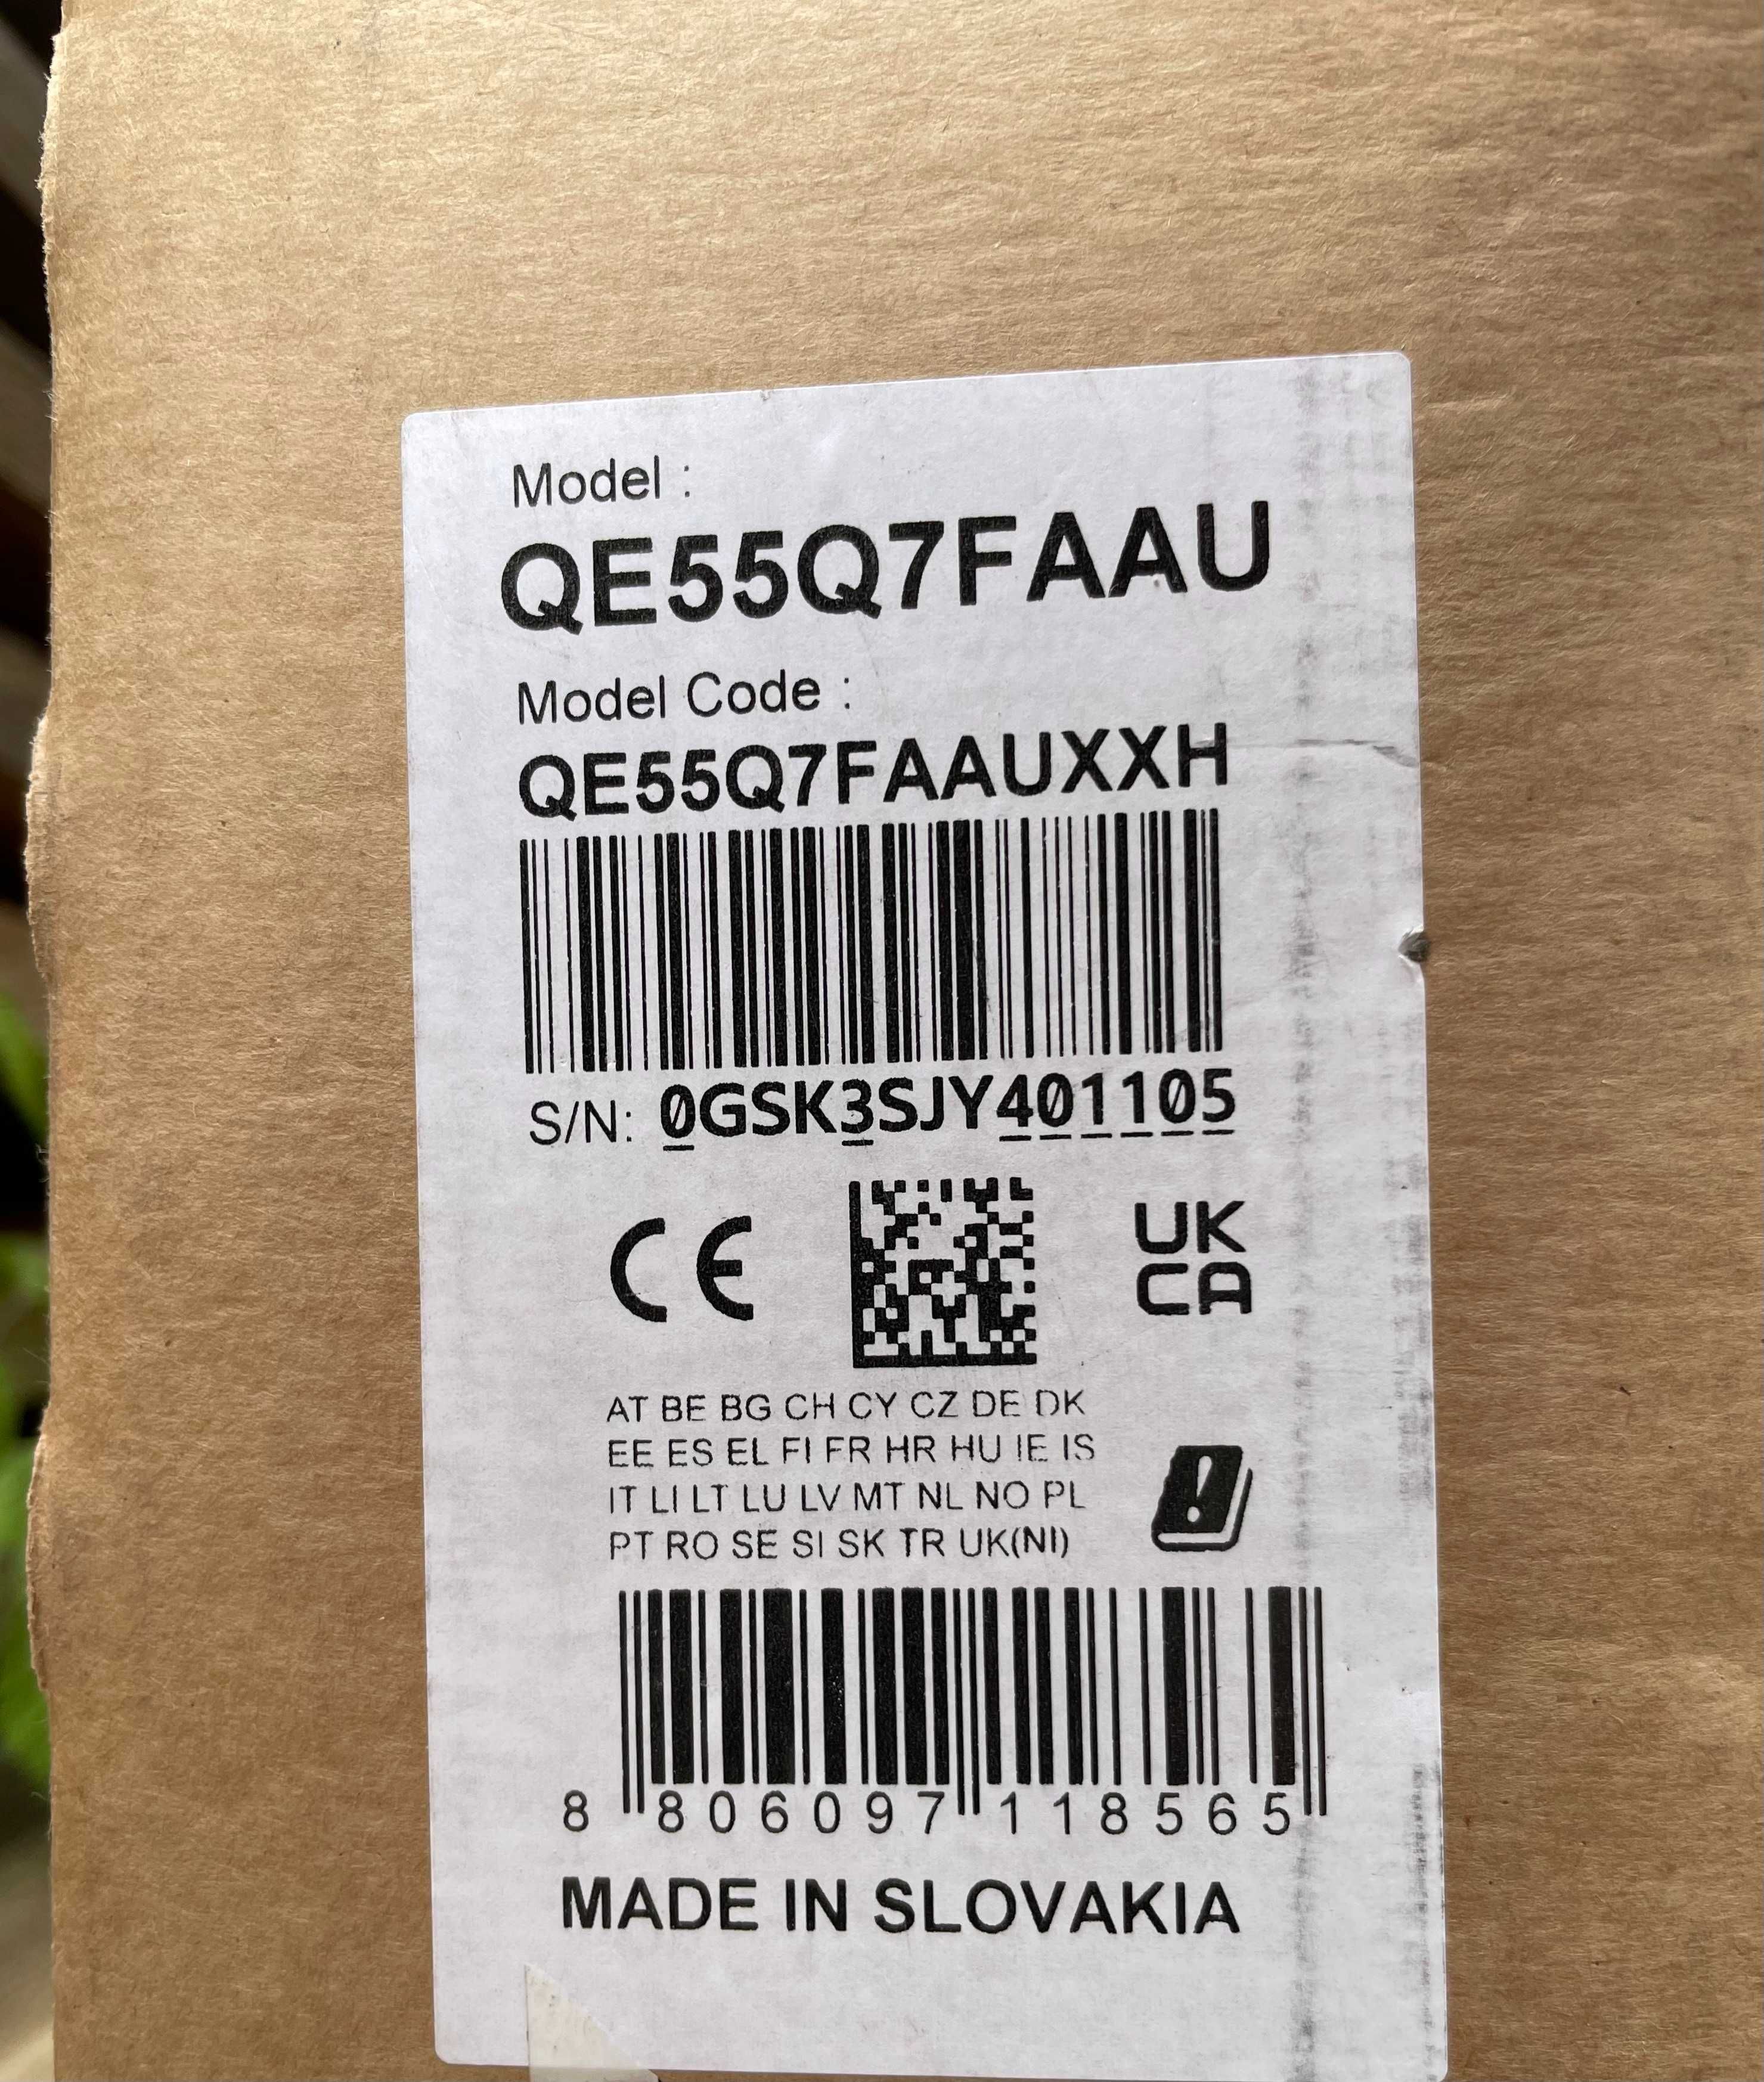 Model :
QE55Q7FAAU
Model Code :
QE55Q7FAAUXXH
S/N: 0GSK3SJY401105
CE
UK
CA
AT BE BG CH CY CZ DE DK
EE ES EL FI FR HR HU IE IS
IT LI LT LU LV MT NL NO PL
PT RO SE SI SK TR UK(NI)
8 806097 118565
MADE IN SLOVAKIA